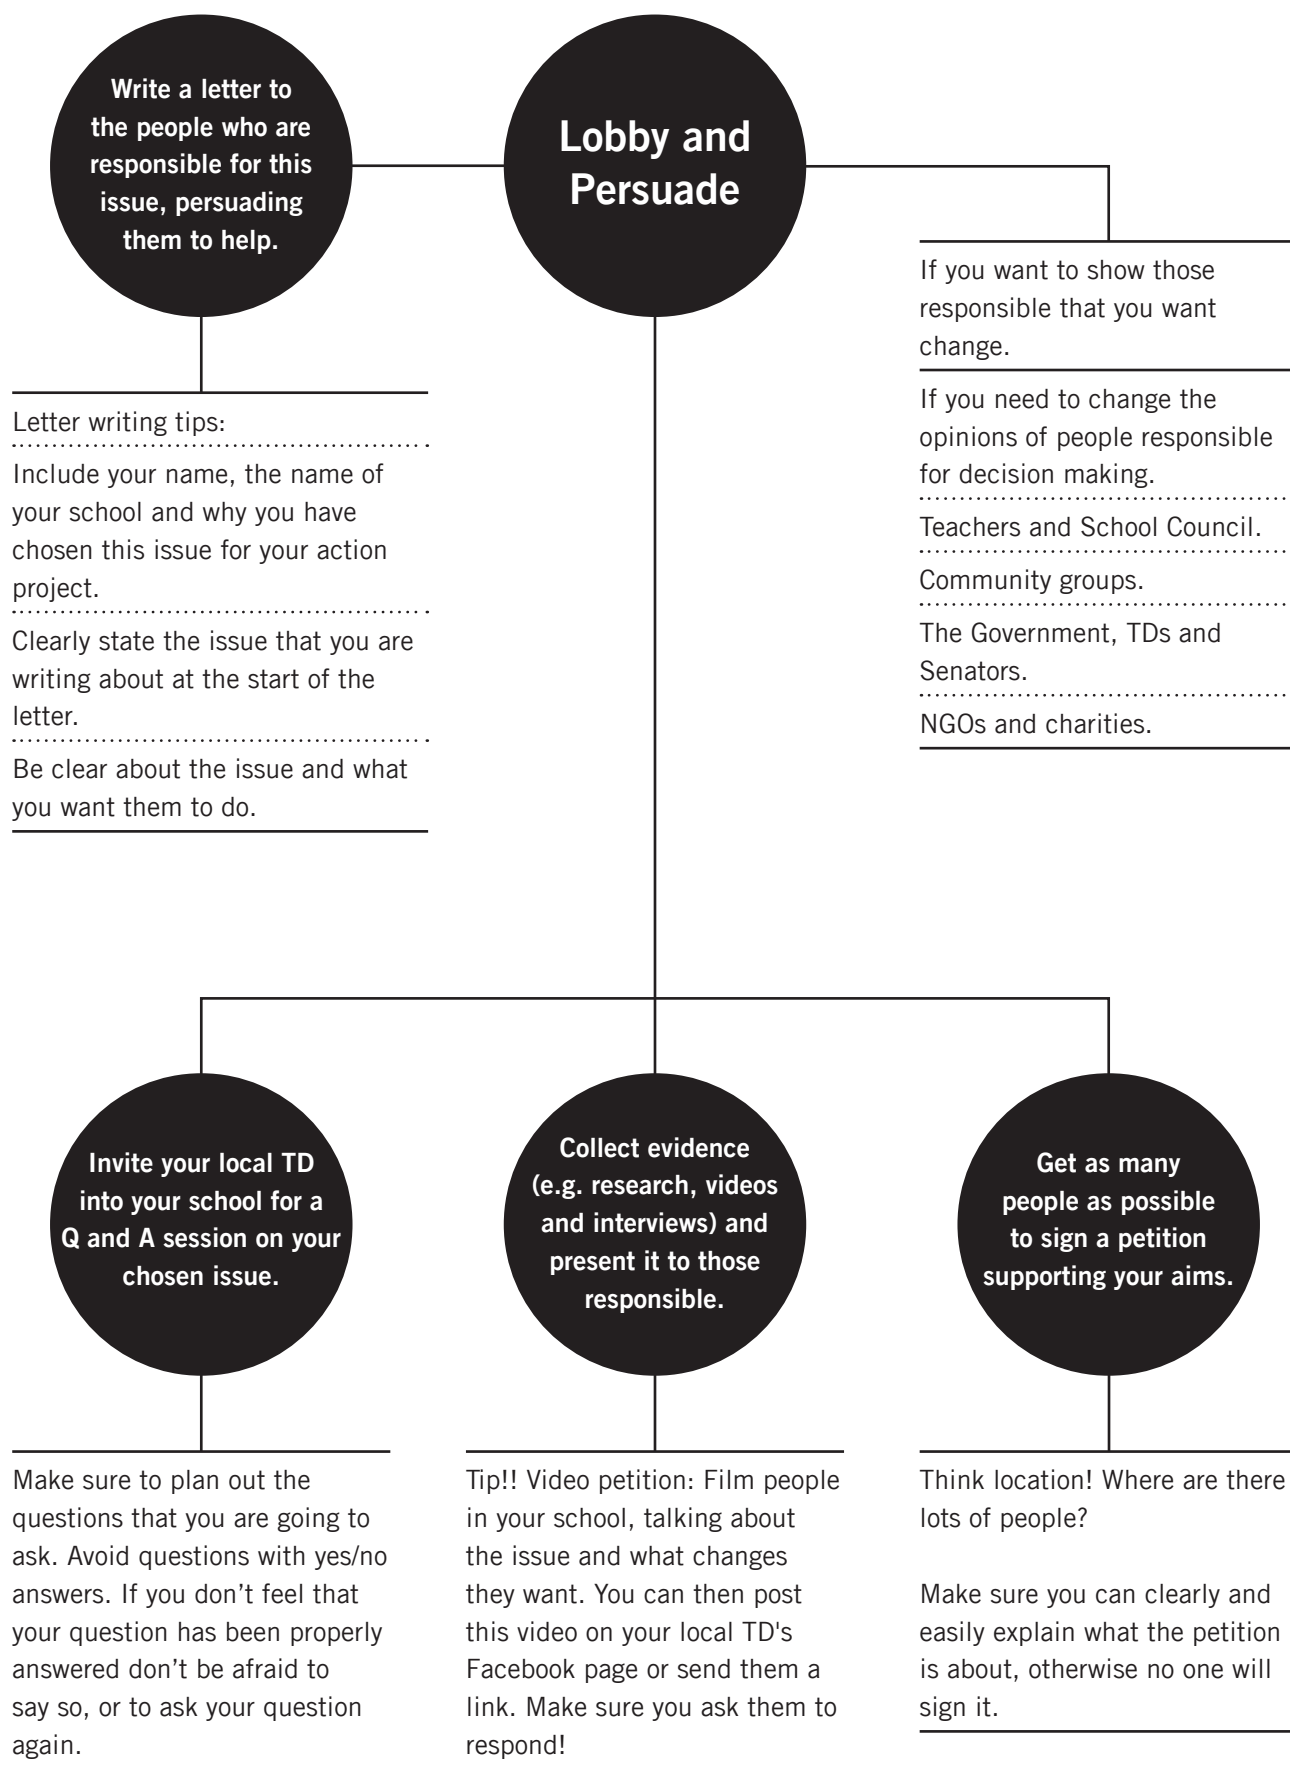 Write a letter to
the people who are
responsible for this
issue, persuading
them to help.
Lobby and
Persuade
If you want to show those
responsible that you want
change.
If you need to change the
opinions of people responsible
for decision making.
Teachers and School Council.
Community groups.
The Government, TDs and
Senators.
NGOs and charities.
Letter writing tips:
Include your name, the name of
your school and why you have
chosen this issue for your action
project.
Clearly state the issue that you are
writing about at the start of the
letter.
Be clear about the issue and what
you want them to do.
Invite your local TD
into your school for a
Q and A session on your
chosen issue.
Make sure to plan out the
questions that you are going to
ask. Avoid questions with yes/no
answers. If you don’t feel that
your question has been properly
answered don’t be afraid to
say so, or to ask your question
again.
Collect evidence
(e.g. research, videos
and interviews) and
present it to those
responsible.
Tip!! Video petition: Film people
in your school, talking about
the issue and what changes
they want. You can then post
this video on your local TD's
Facebook page or send them a
link. Make sure you ask them to
respond!
Get as many
people as possible
to sign a petition
supporting your aims.
Think location! Where are there
lots of people?
Make sure you can clearly and
easily explain what the petition
is about, otherwise no one will
sign it.